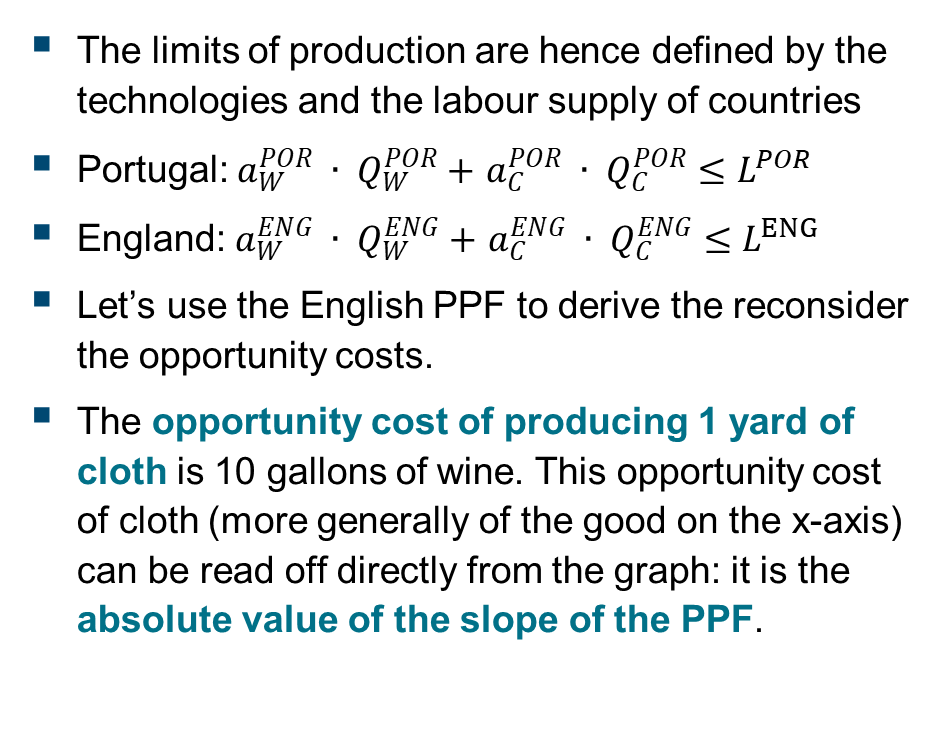 ▪ The limits of production are hence defined by the
technologies and the labour supply of countries
▪ Portugal: $a_W^{POR} \cdot Q_W^{POR} + a_C^{POR} \cdot Q_C^{POR} \leq L^{POR}$
▪ England: $a_W^{ENG} \cdot Q_W^{ENG} + a_C^{ENG} \cdot Q_C^{ENG} \leq L^{\mathrm{ENG}}$
▪ Let’s use the English PPF to derive the reconsider
the opportunity costs.
▪ The opportunity cost of producing 1 yard of
cloth is 10 gallons of wine. This opportunity cost
of cloth (more generally of the good on the x-axis)
can be read off directly from the graph: it is the
absolute value of the slope of the PPF.